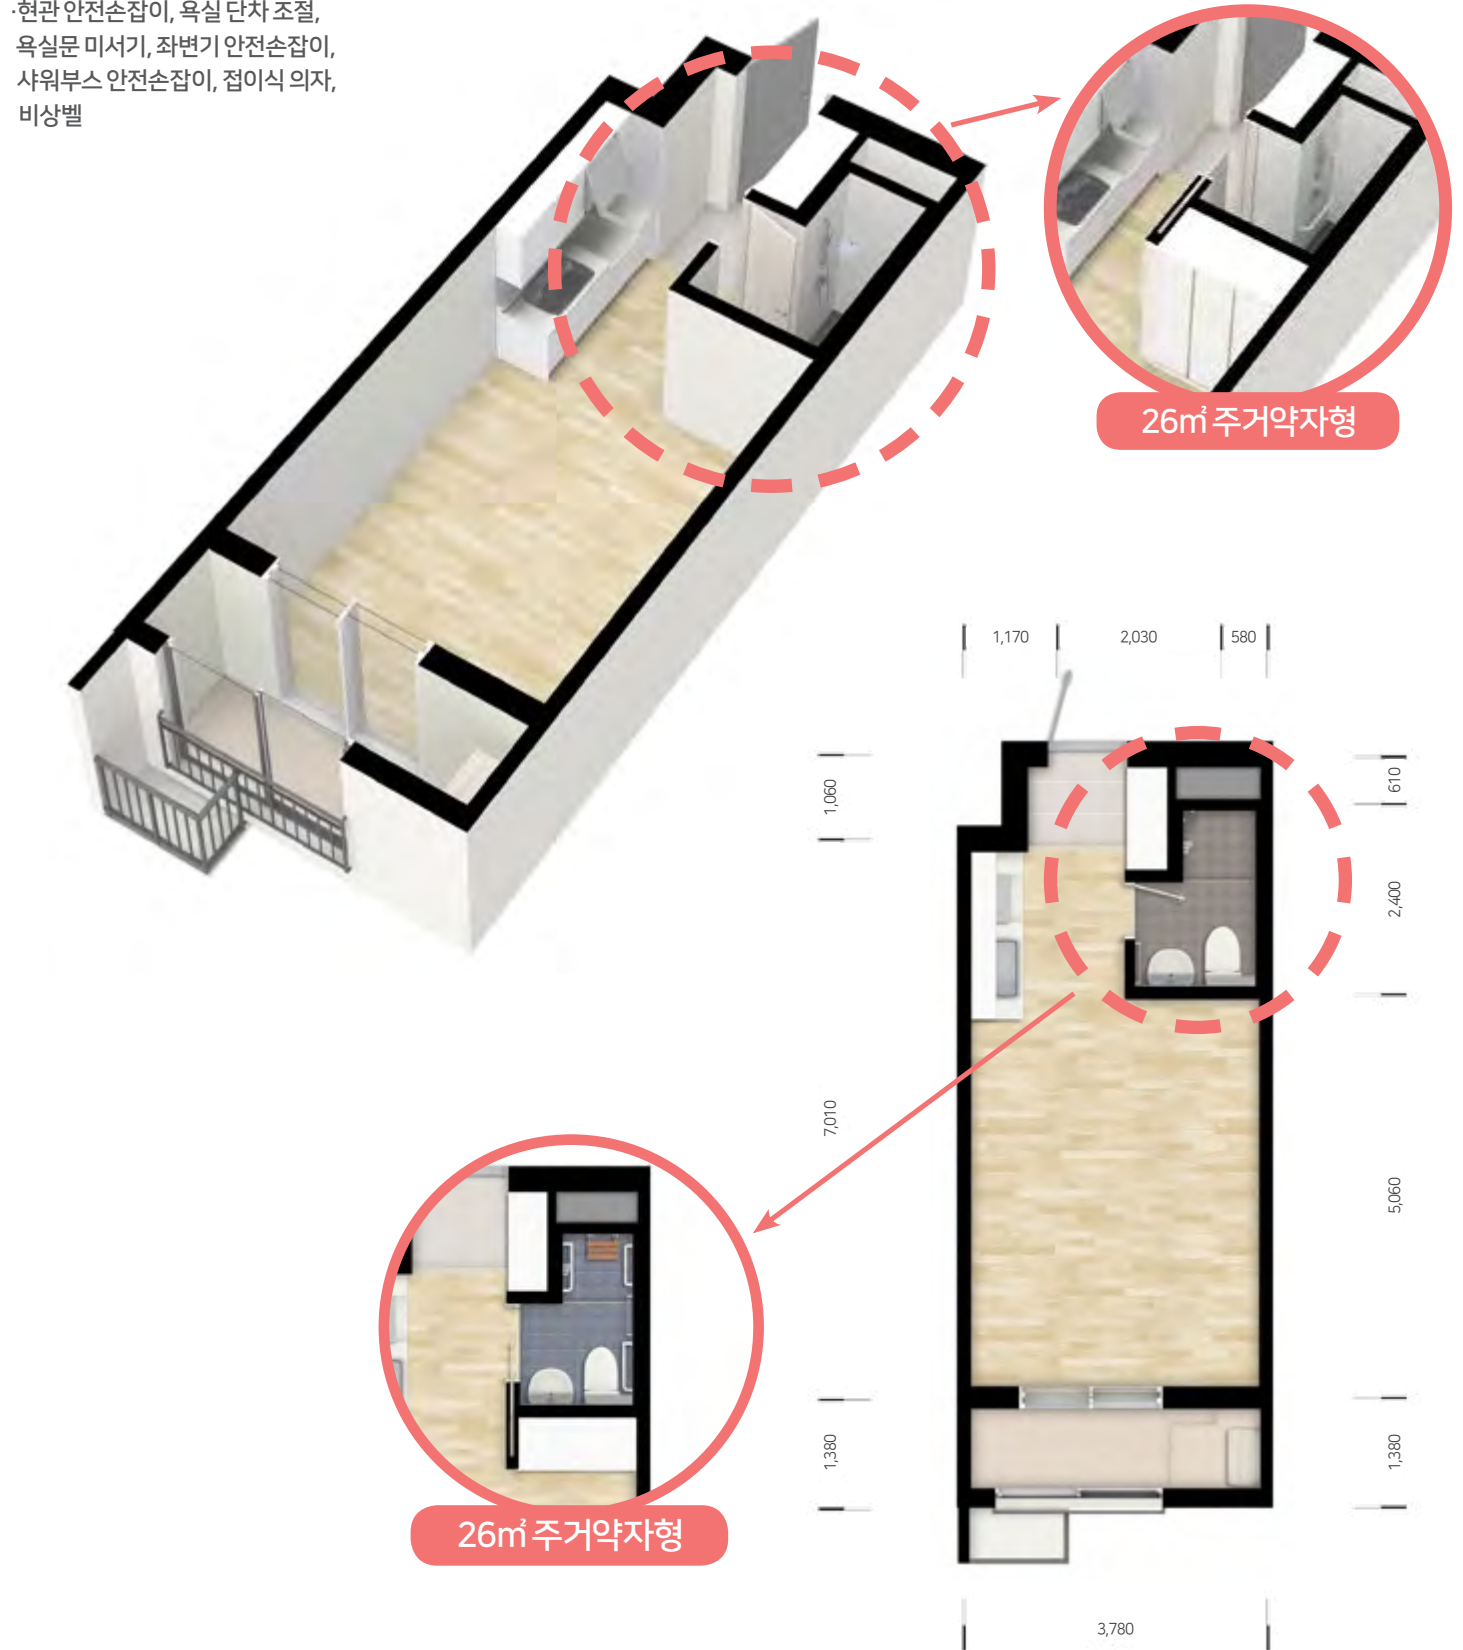 ·현관 안전손잡이, 욕실 단차 조절,
욕실문 미서기, 좌변기 안전손잡이,
샤워부스 안전손잡이, 접이식 의자,
비상벨
26㎡ 주거약자형
1,170
2,030
580
1,060
610
2,400
7,010
5,060
1,380
1,380
26㎡ 주거약자형
3,780